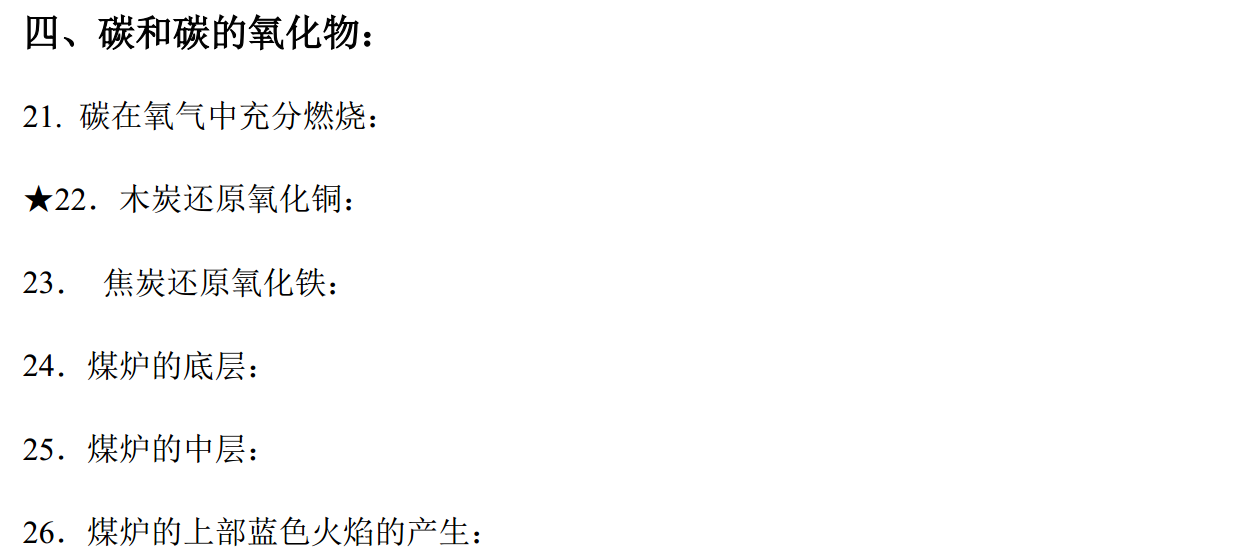 四、碳和碳的氧化物：
21. 碳在氧气中充分燃烧：
★22．木炭还原氧化铜：
23． 焦炭还原氧化铁：
24．煤炉的底层：
25．煤炉的中层：
26．煤炉的上部蓝色火焰的产生：